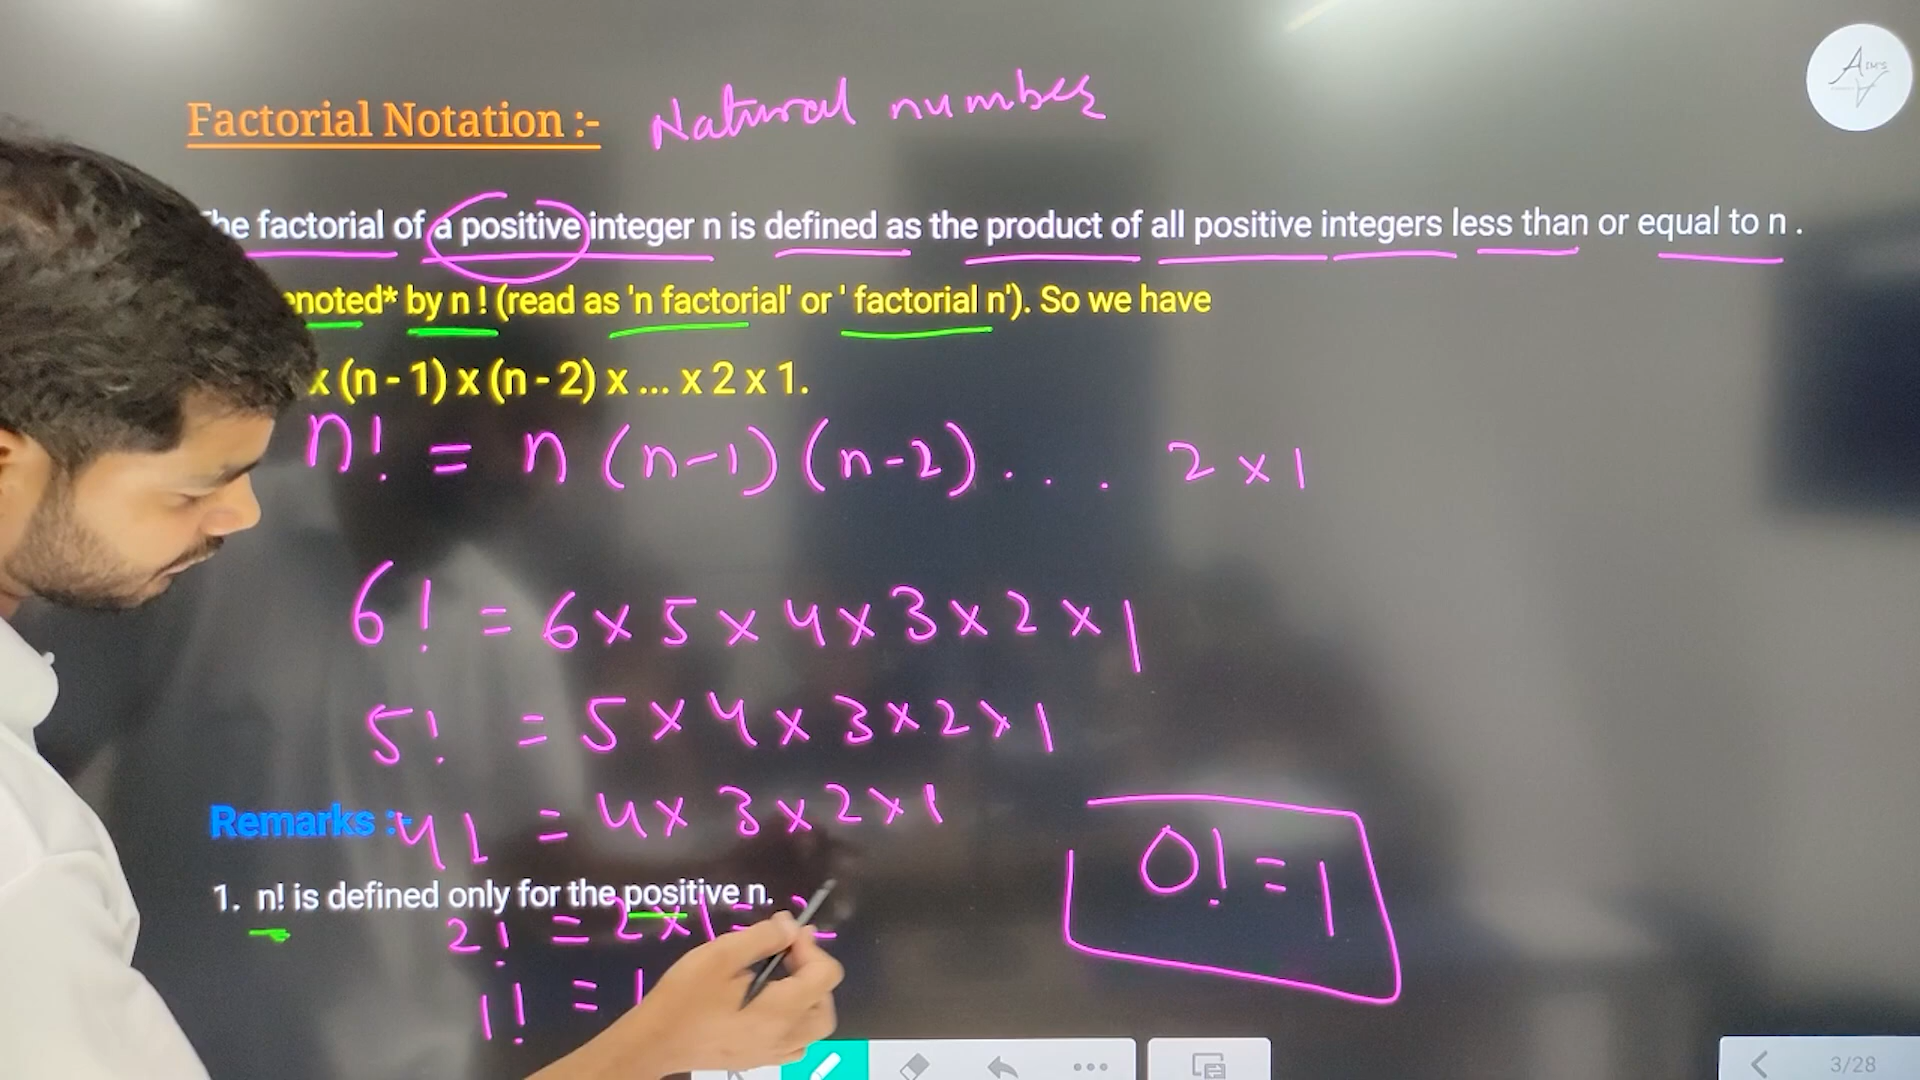 Factorial Notation :- Natural number
The factorial of a positive integer n is defined as the product of all positive integers less than or equal to n .
by n ! (read as 'n factorial' or ' factorial n'). So we have
x (n - 1) x (n - 2) x ... x 2 x 1.
n! = n (n-1) (n-2) . . . 2 x 1
6! = 6 x 5 x 4 x 3 x 2 x 1
5! = 5 x 4 x 3 x 2 x 1
Remarks :-
4! = 4 x 3 x 2 x 1
0! = 1
1. n! is defined only for the positive n.
2! = 2 x 1 = 2
1! = 1
3/28